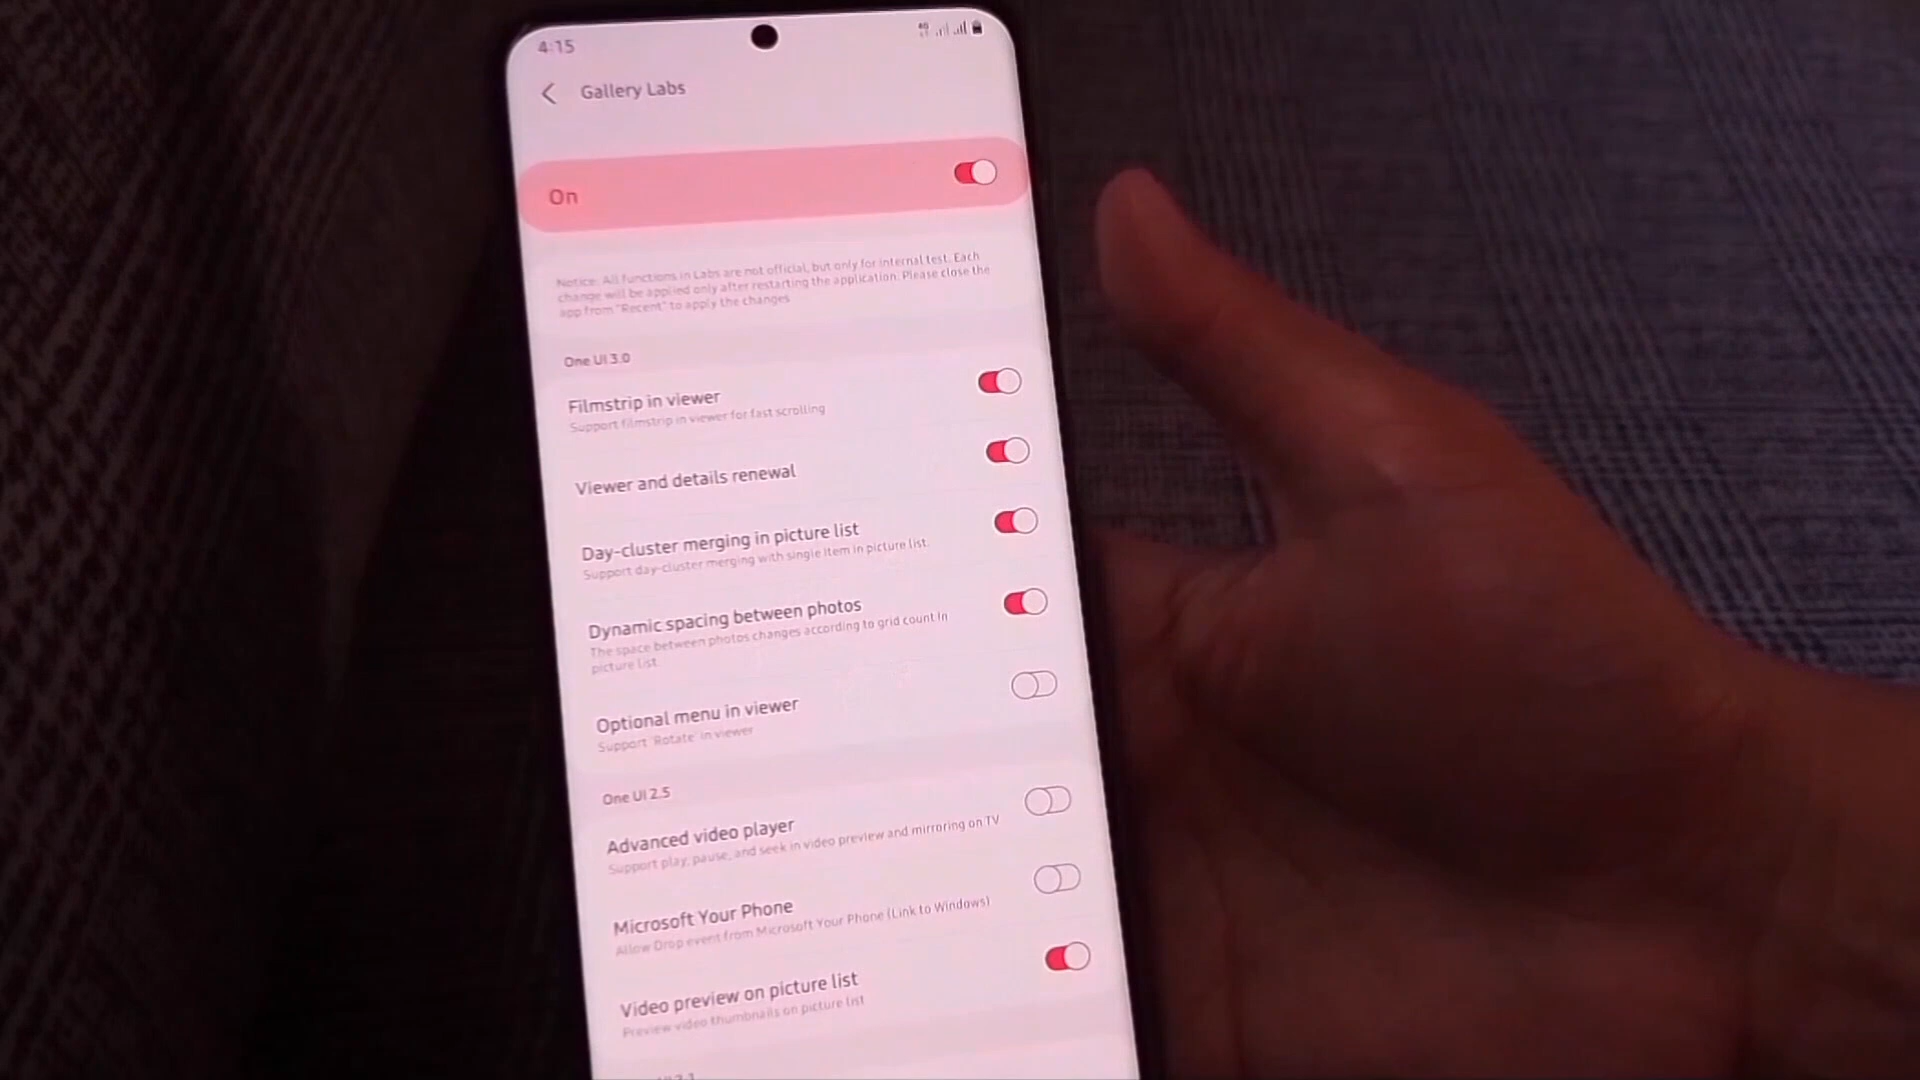 4:15
4G
Gallery Labs
On
Notice: All functions in Labs are not official, but only for internal test. Each
change will be applied only after restarting the application. Please close the
app from "Recent" to apply the changes
One UI 3.0
Filmstrip in viewer
Support filmstrip in viewer for fast scrolling
Viewer and details renewal
Day-cluster merging in picture list
Support day-cluster merging with single item in picture list.
Dynamic spacing between photos
The space between photos changes according to grid count in
picture list
Optional menu in viewer
Support 'Rotate' in viewer
One UI 2.5
Advanced video player
Support play, pause, and seek in video preview and mirroring on TV
Microsoft Your Phone
Allow Drop event from Microsoft Your Phone (Link to Windows)
Video preview on picture list
Preview video thumbnails on picture list